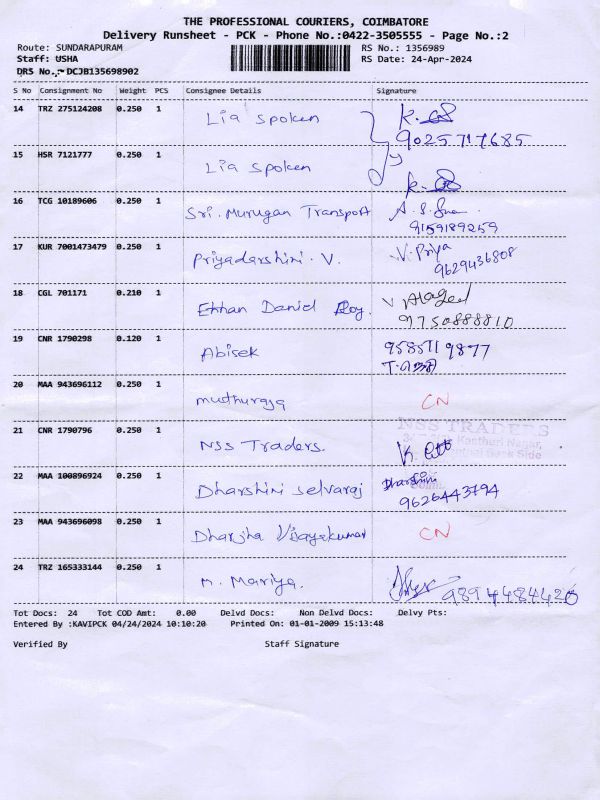 THE PROFESSIONAL COURIERS, COIMBATORE
Delivery Runsheet - PCK - Phone No.:0422-3505555 - Page No.:2
Route: SUNDARAPURAM RS No.: 1356989
Staff: USHA RS Date: 24-Apr-2024
DRS No.:- DCJB135698902
S No Consignment No Weight PCS Consignee Details Signature
14 TRZ 275124208 0.250 1 Lia Spoken
9025717685
15 HSR 7121777 0.250 1 Lia Spoken
16 TCG 10189606 0.250 1 Sri. Murugan Transport
9159189259
17 KUR 7001473479 0.250 1 Priyadarshini. V. V. Priya
9629436808
18 CGL 701171 0.210 1 Ethan Daniel Roy.
9750888810
19 CNR 1790298 0.120 1 Abisek 9585119877
20 MAA 943696112 0.250 1 muthuraja CN
21 CNR 1790796 0.250 1 NSS Traders. NSS TRADERS
Kanthuri Nagar,
Bank Side
22 MAA 100896924 0.250 1 Dharshini Selvaraj Dharshini
9626443794
23 MAA 943696098 0.250 1 Vijayakumar CN
24 TRZ 165333144 0.250 1 M. Mariya. 9894484420
Tot Docs: 24 Tot COD Amt: 0.00 Delvd Docs: Non Delvd Docs: Delvy Pts:
Entered By :KAVIPCK 04/24/2024 10:10:20 Printed On: 01-01-2009 15:13:48
Verified By Staff Signature